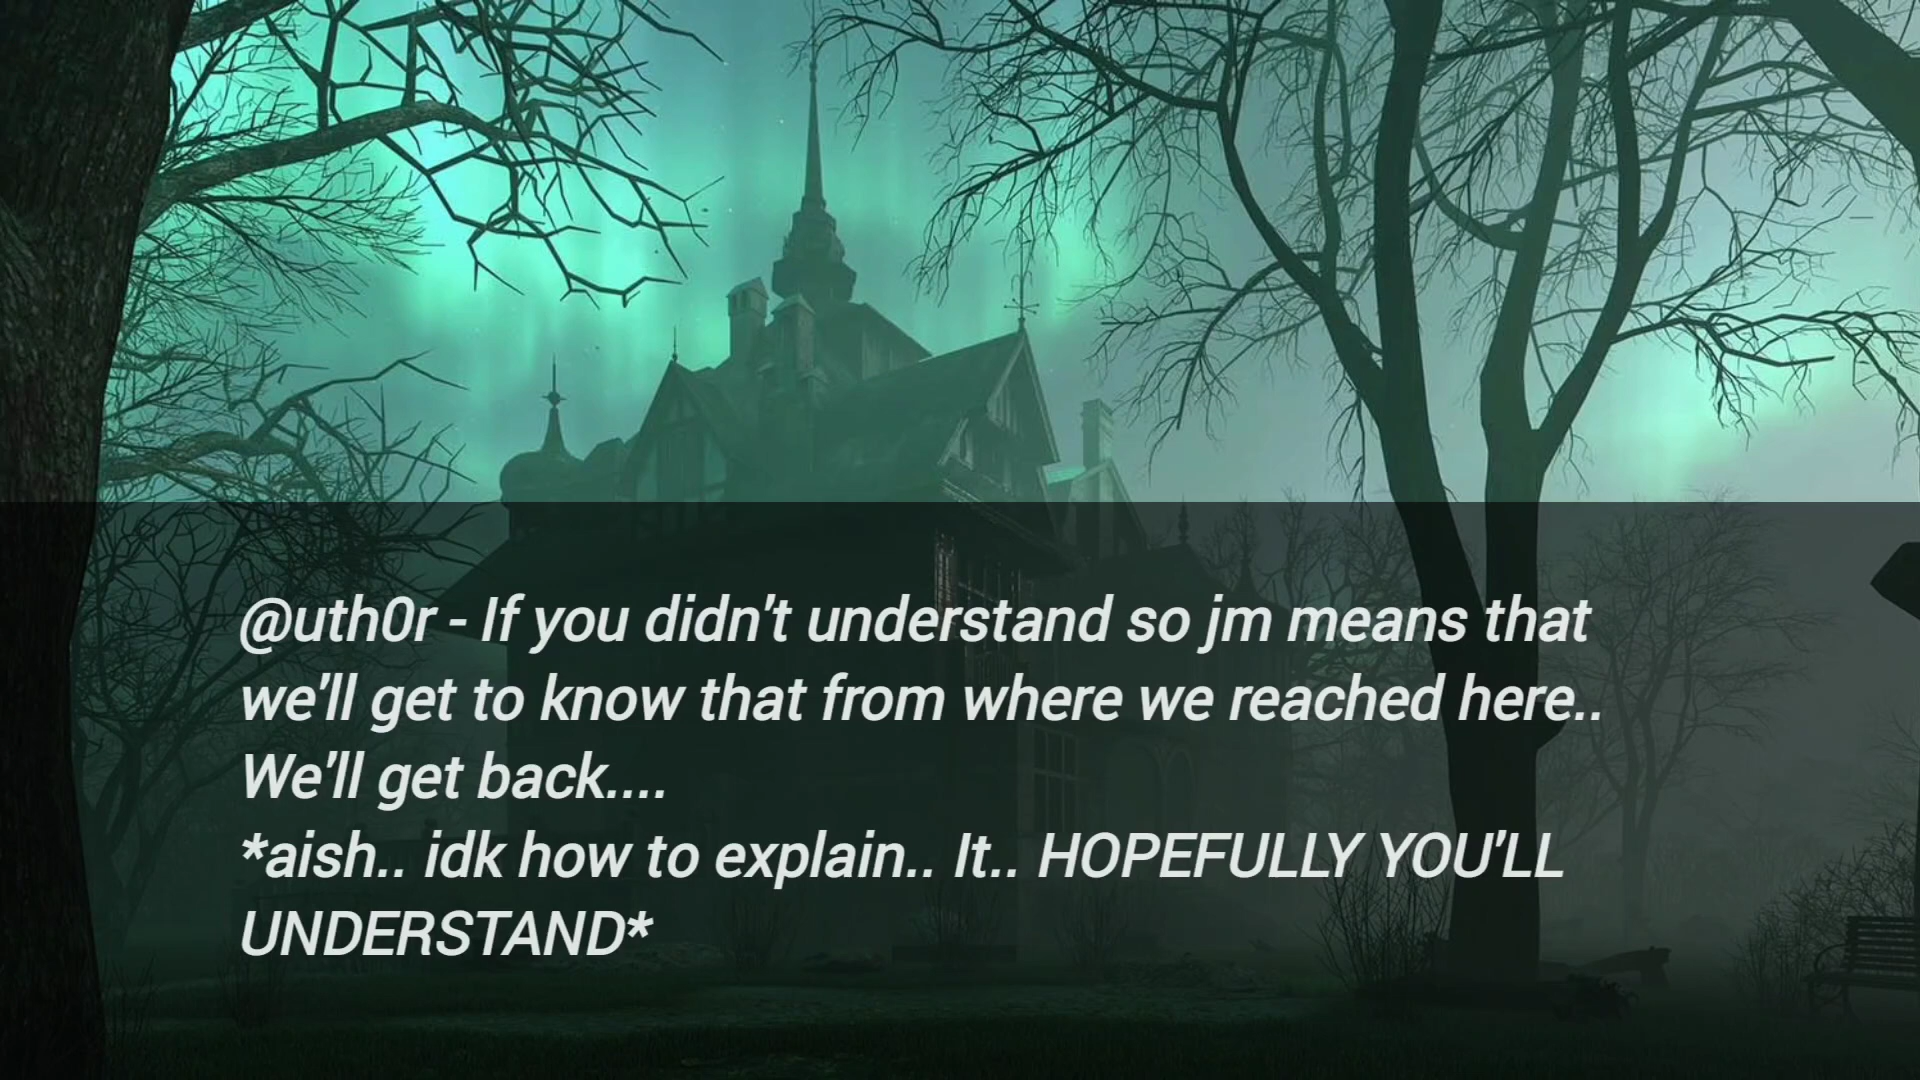 @uth0r - If you didn't understand so jm means that
we'll get to know that from where we reached here..
We'll get back....
*aish.. idk how to explain.. It.. HOPEFULLY YOU'LL
UNDERSTAND*